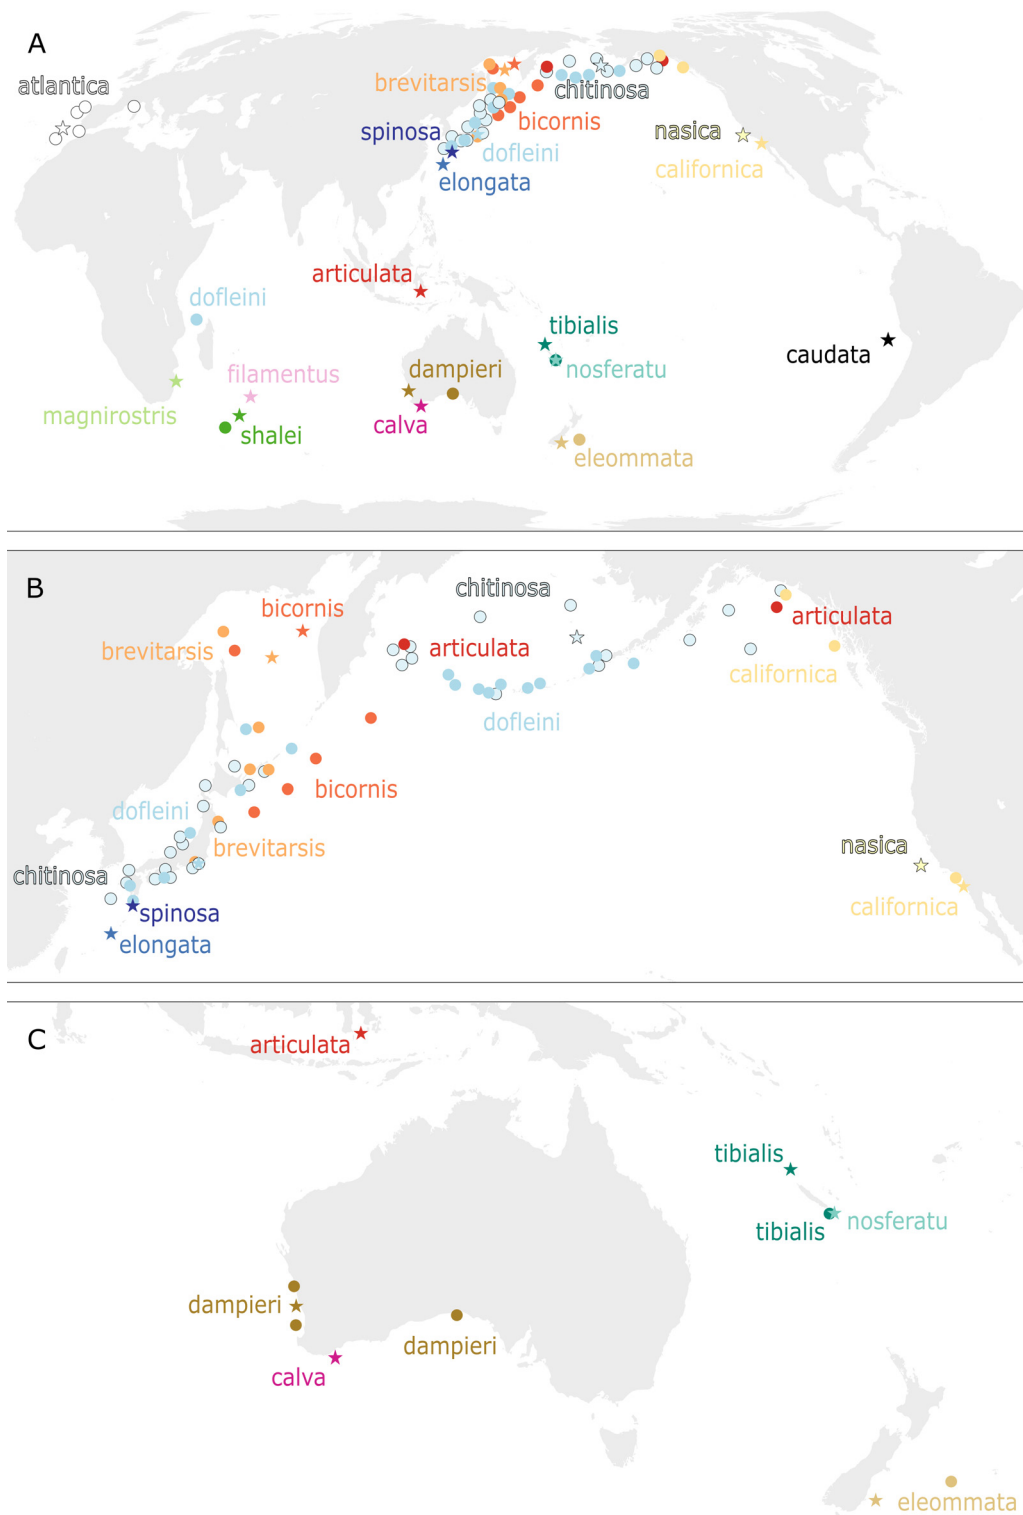 A
atlantica
brevitarsis
chitinosa
bicornis
spinosa
nasica
dofleini
californica
elongata
articulata
dofleini
tibialis
caudata
dampieri
nosferatu
filamentus
magnirostris
calva
shalei
eleommata
B
chitinosa
bicornis
articulata
brevitarsis
articulata
californica
dofleini
bicornis
dofleini
brevitarsis
nasica
chitinosa
californica
spinosa
elongata
C
articulata
tibialis
nosferatu
tibialis
dampieri
dampieri
calva
eleommata